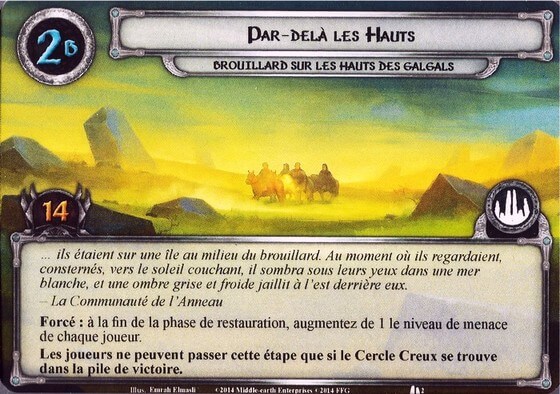 2B
PAR-DELÀ LES HAUTS
BROUILLARD SUR LES HAUTS DES GALGALS
14
... ils étaient sur une île au milieu du brouillard. Au moment où ils regardaient,
consternés, vers le soleil couchant, il sombra sous leurs yeux dans une mer
blanche, et une ombre grise et froide jaillit à l'est derrière eux.
– La Communauté de l'Anneau
Forcé : à la fin de la phase de restauration, augmentez de 1 le niveau de menace
de chaque joueur.
Les joueurs ne peuvent passer cette étape que si le Cercle Creux se trouve
dans la pile de victoire.
Illus. Emrah Elmasli ©2014 Middle-earth Enterprises ©2014 FFG 2